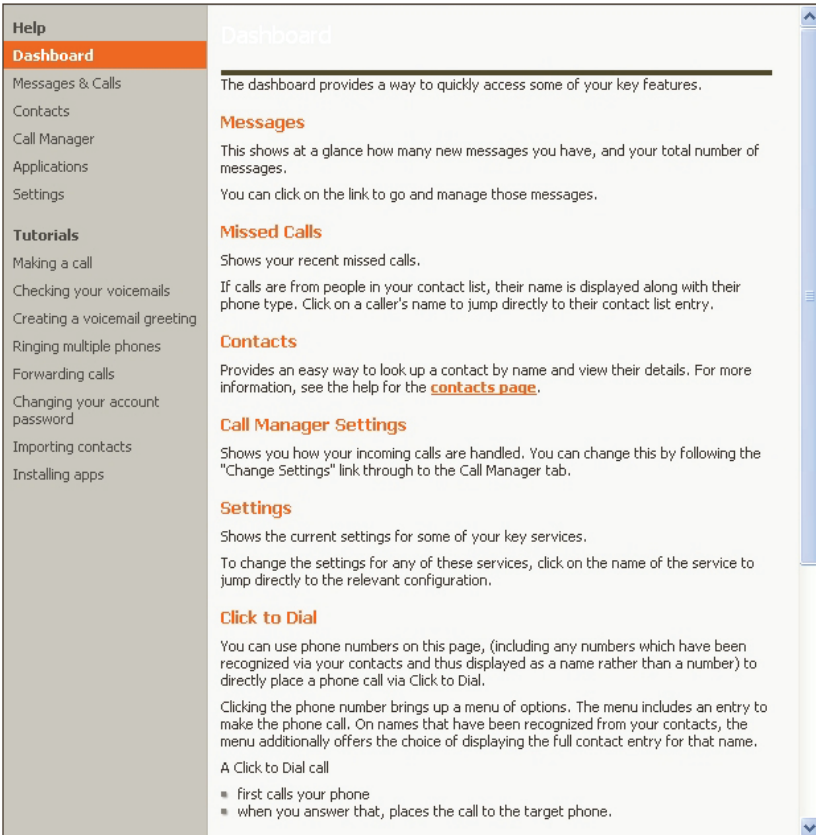 Help
Dashboard
Messages & Calls
Contacts
Call Manager
Applications
Settings
Tutorials
Making a call
Checking your voicemails
Creating a voicemail greeting
Ringing multiple phones
Forwarding calls
Changing your account
password
Importing contacts
Installing apps
Dashboard
The dashboard provides a way to quickly access some of your key features.
Messages
This shows at a glance how many new messages you have, and your total number of
messages.
You can click on the link to go and manage those messages.
Missed Calls
Shows your recent missed calls.
If calls are from people in your contact list, their name is displayed along with their
phone type. Click on a caller's name to jump directly to their contact list entry.
Contacts
Provides an easy way to look up a contact by name and view their details. For more
information, see the help for the contacts page.
Call Manager Settings
Shows you how your incoming calls are handled. You can change this by following the
"Change Settings" link through to the Call Manager tab.
Settings
Shows the current settings for some of your key services.
To change the settings for any of these services, click on the name of the service to
jump directly to the relevant configuration.
Click to Dial
You can use phone numbers on this page, (including any numbers which have been
recognized via your contacts and thus displayed as a name rather than a number) to
directly place a phone call via Click to Dial.
Clicking the phone number brings up a menu of options. The menu includes an entry to
make the phone call. On names that have been recognized from your contacts, the
menu additionally offers the choice of displaying the full contact entry for that name.
A Click to Dial call
first calls your phone
when you answer that, places the call to the target phone.